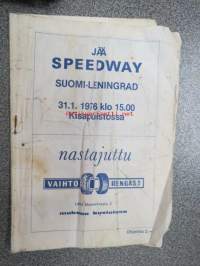 JÄÄ
SPEEDWAY
SUOMI-LENINGRAD
31.1. 1976 klo 15.00
Kisapuistossa
nastajuttu
VAIHTO RENGAS